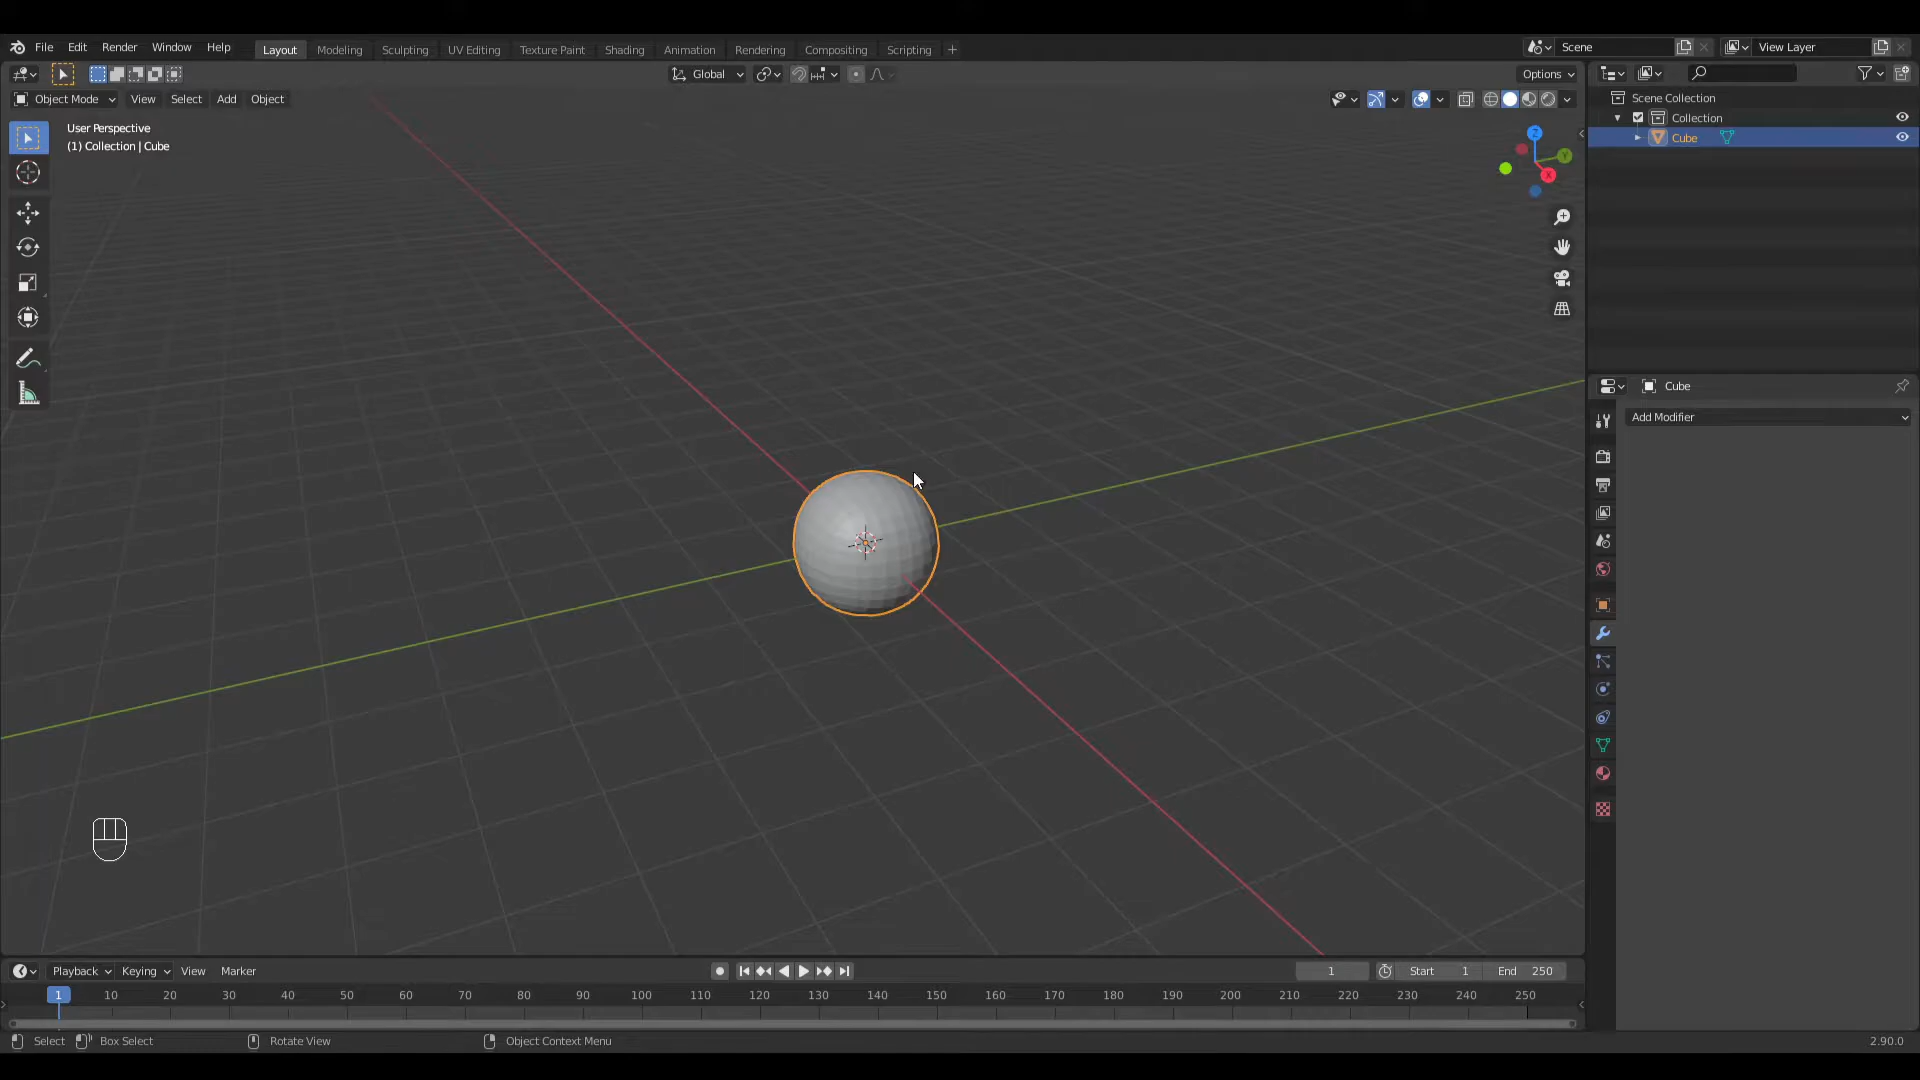 File Edit Render Window Help Layout Modeling Sculpting UV Editing Texture Paint Shading Animation Rendering Compositing Scripting + Scene View Layer
Global Options
Object Mode View Select Add Object
User Perspective
(1) Collection | Cube
Z
Y
X
Scene Collection
Collection
Cube
Cube
Add Modifier
Playback Keying View Marker 1 Start 1 End 250
1 10 20 30 40 50 60 70 80 90 100 110 120 130 140 150 160 170 180 190 200 210 220 230 240 250
Select Box Select Rotate View Object Context Menu 2.90.0